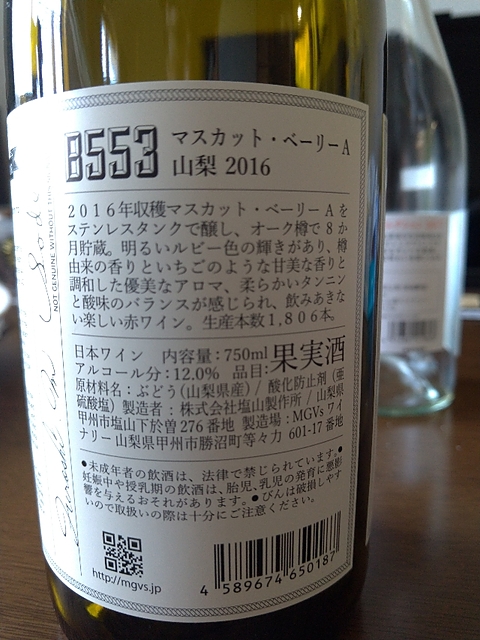 B553 マスカット・ベーリーA
山梨 2016
2016年収穫マスカット・ベーリーAを
ステンレスタンクで醸し、オーク樽で8か
月貯蔵。明るいルビー色の輝きがあり、樽
由来の香りといちごのような甘美な香りと
調和した優美なアロマ、柔らかいタンニン
と酸味のバランスが感じられ、飲みあきな
い楽しい赤ワイン。生産本数1,806本。
日本ワイン 内容量:750ml 果実酒
アルコール分:12.0% 品目:
原材料名:ぶどう(山梨県産)/ 酸化防止剤(亜
硫酸塩) 製造者:株式会社塩山製作所 / 山梨県
甲州市塩山下於曽276番地 製造場:MGVsワイ
ナリー 山梨県甲州市勝沼町等々力 601-17番地
●未成年者の飲酒は、法律で禁じられています。●
妊娠中や授乳期の飲酒は、胎児、乳児の発育に悪影
響を与えるおそれがあります。●びんは破損しやす
いので取扱いの際は十分にご注意ください。
http://mgvs.jp
4 589674 650187
NOT GENUINE WITHOUT